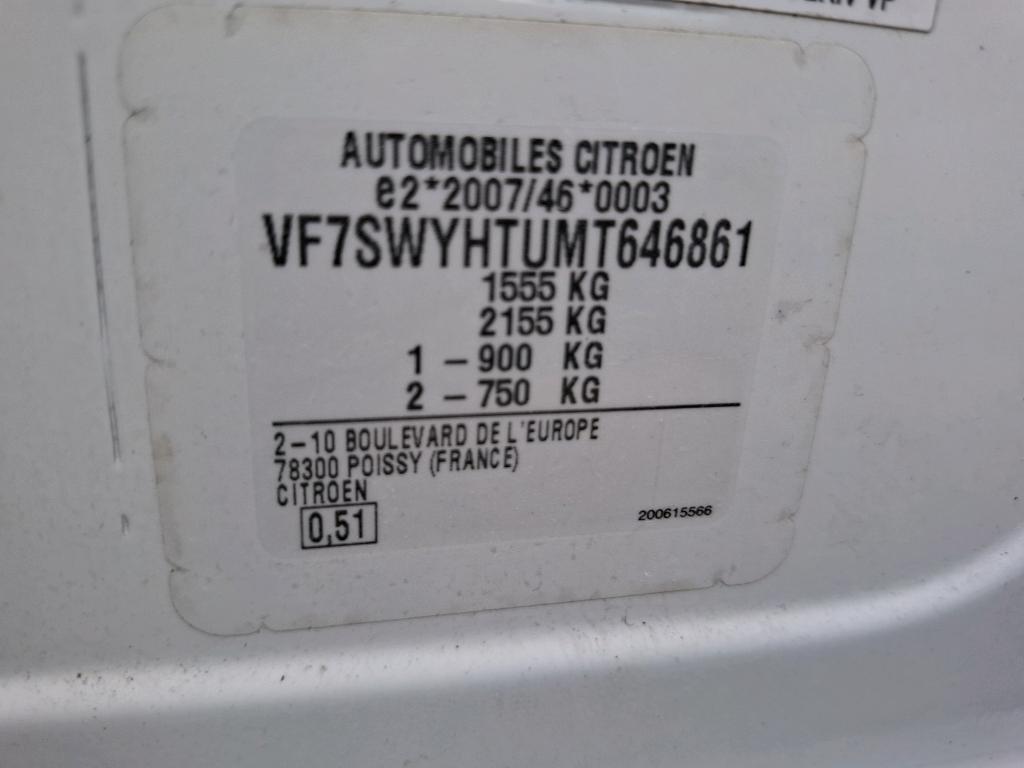 AUTOMOBILES CITROEN
e2*2007/46*0003
VF7SWYHTUMT646861
1555 KG
2155 KG
1 - 900 KG
2 - 750 KG
2-10 BOULEVARD DE L'EUROPE
78300 POISSY (FRANCE)
CITROEN
0,51
200615566